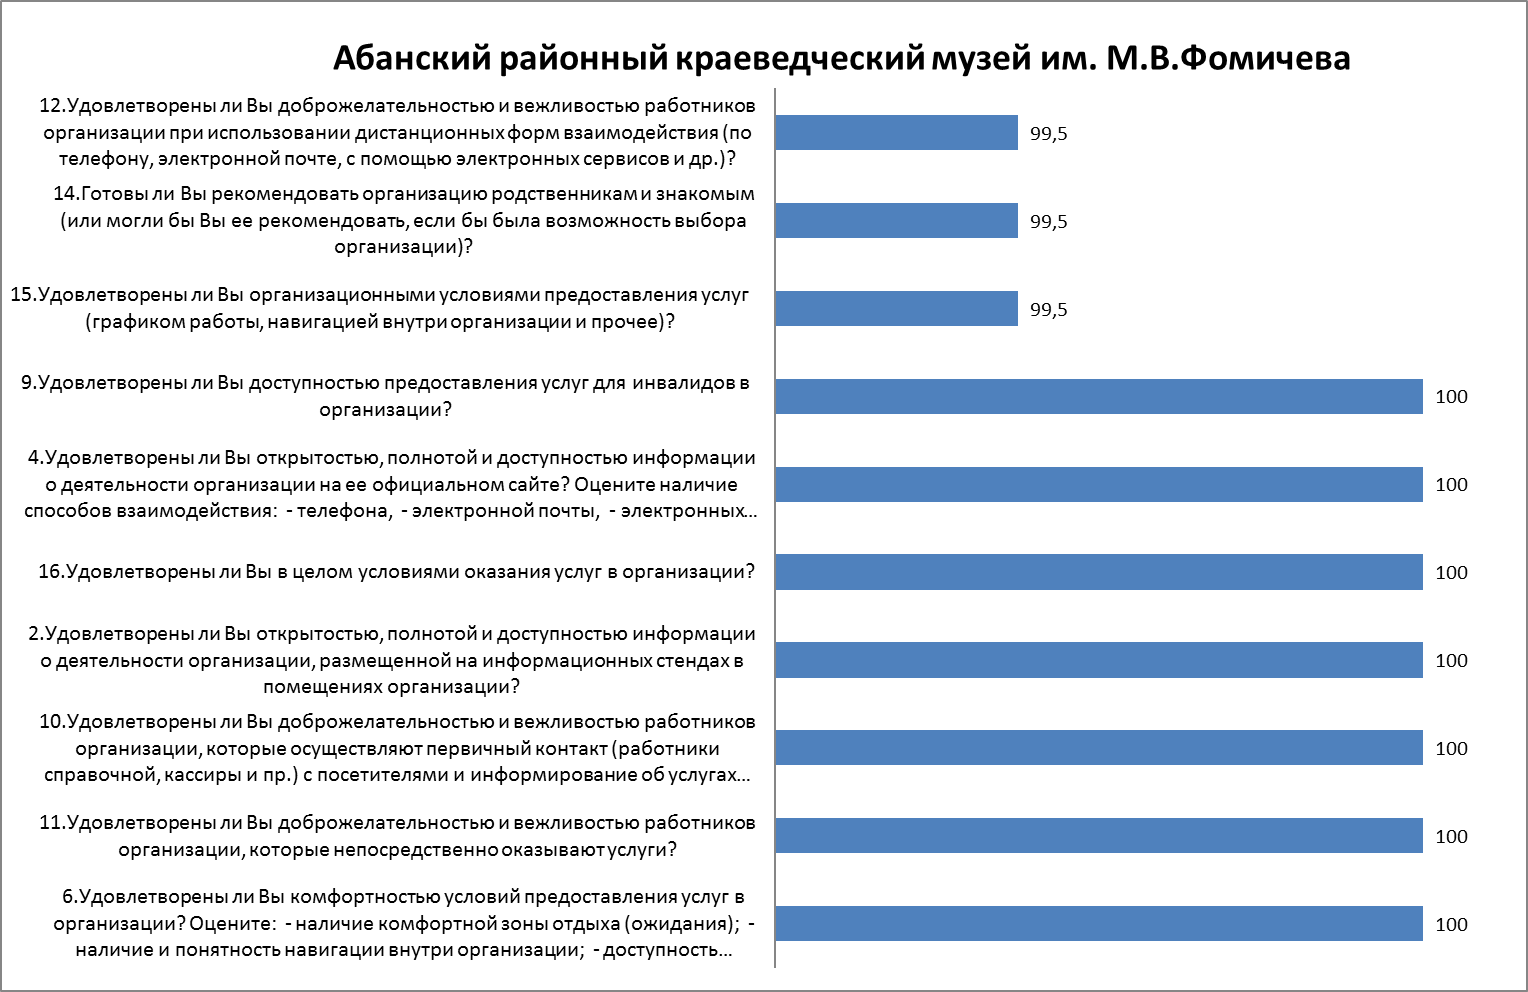 Абанский районный краеведческий музей им. М.В.Фомичева
12.Удовлетворены ли Вы доброжелательностью и вежливостью работников
организации при использовании дистанционных форм взаимодействия (по
телефону, электронной почте, с помощью электронных сервисов и др.)?
99,5
14.Готовы ли Вы рекомендовать организацию родственникам и знакомым
(или могли бы Вы ее рекомендовать, если бы была возможность выбора
организации)?
99,5
15.Удовлетворены ли Вы организационными условиями предоставления услуг
(графиком работы, навигацией внутри организации и прочее)?
99,5
9.Удовлетворены ли Вы доступностью предоставления услуг для инвалидов в
организации?
100
4.Удовлетворены ли Вы открытостью, полнотой и доступностью информации
о деятельности организации на ее официальном сайте? Оцените наличие
способов взаимодействия:  - телефона,  - электронной почты,  - электронных…
100
16.Удовлетворены ли Вы в целом условиями оказания услуг в организации?
100
2.Удовлетворены ли Вы открытостью, полнотой и доступностью информации
о деятельности организации, размещенной на информационных стендах в
помещениях организации?
100
10.Удовлетворены ли Вы доброжелательностью и вежливостью работников
организации, которые осуществляют первичный контакт (работники
справочной, кассиры и пр.) с посетителями и информирование об услугах…
100
11.Удовлетворены ли Вы доброжелательностью и вежливостью работников
организации, которые непосредственно оказывают услуги?
100
6.Удовлетворены ли Вы комфортностью условий предоставления услуг в
организации? Оцените:  - наличие комфортной зоны отдыха (ожидания);  -
наличие и понятность навигации внутри организации;  - доступность…
100